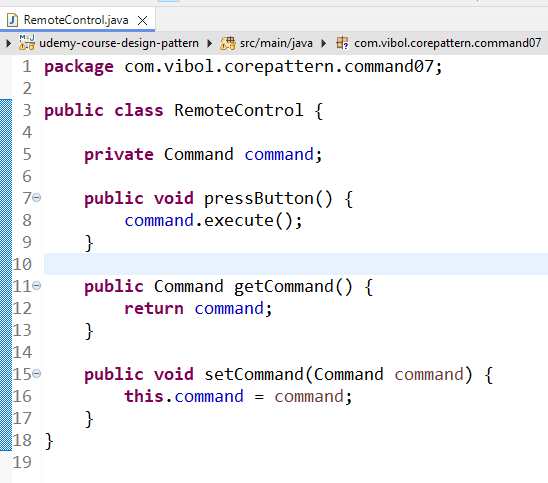 RemoteControl.java
udemy-course-design-pattern src/main/java com.vibol.corepattern.command07
1 package com.vibol.corepattern.command07;
2
3 public class RemoteControl {
4
5     private Command command;
6
7     public void pressButton() {
8         command.execute();
9     }
10
11     public Command getCommand() {
12         return command;
13     }
14
15     public void setCommand(Command command) {
16         this.command = command;
17     }
18 }
19